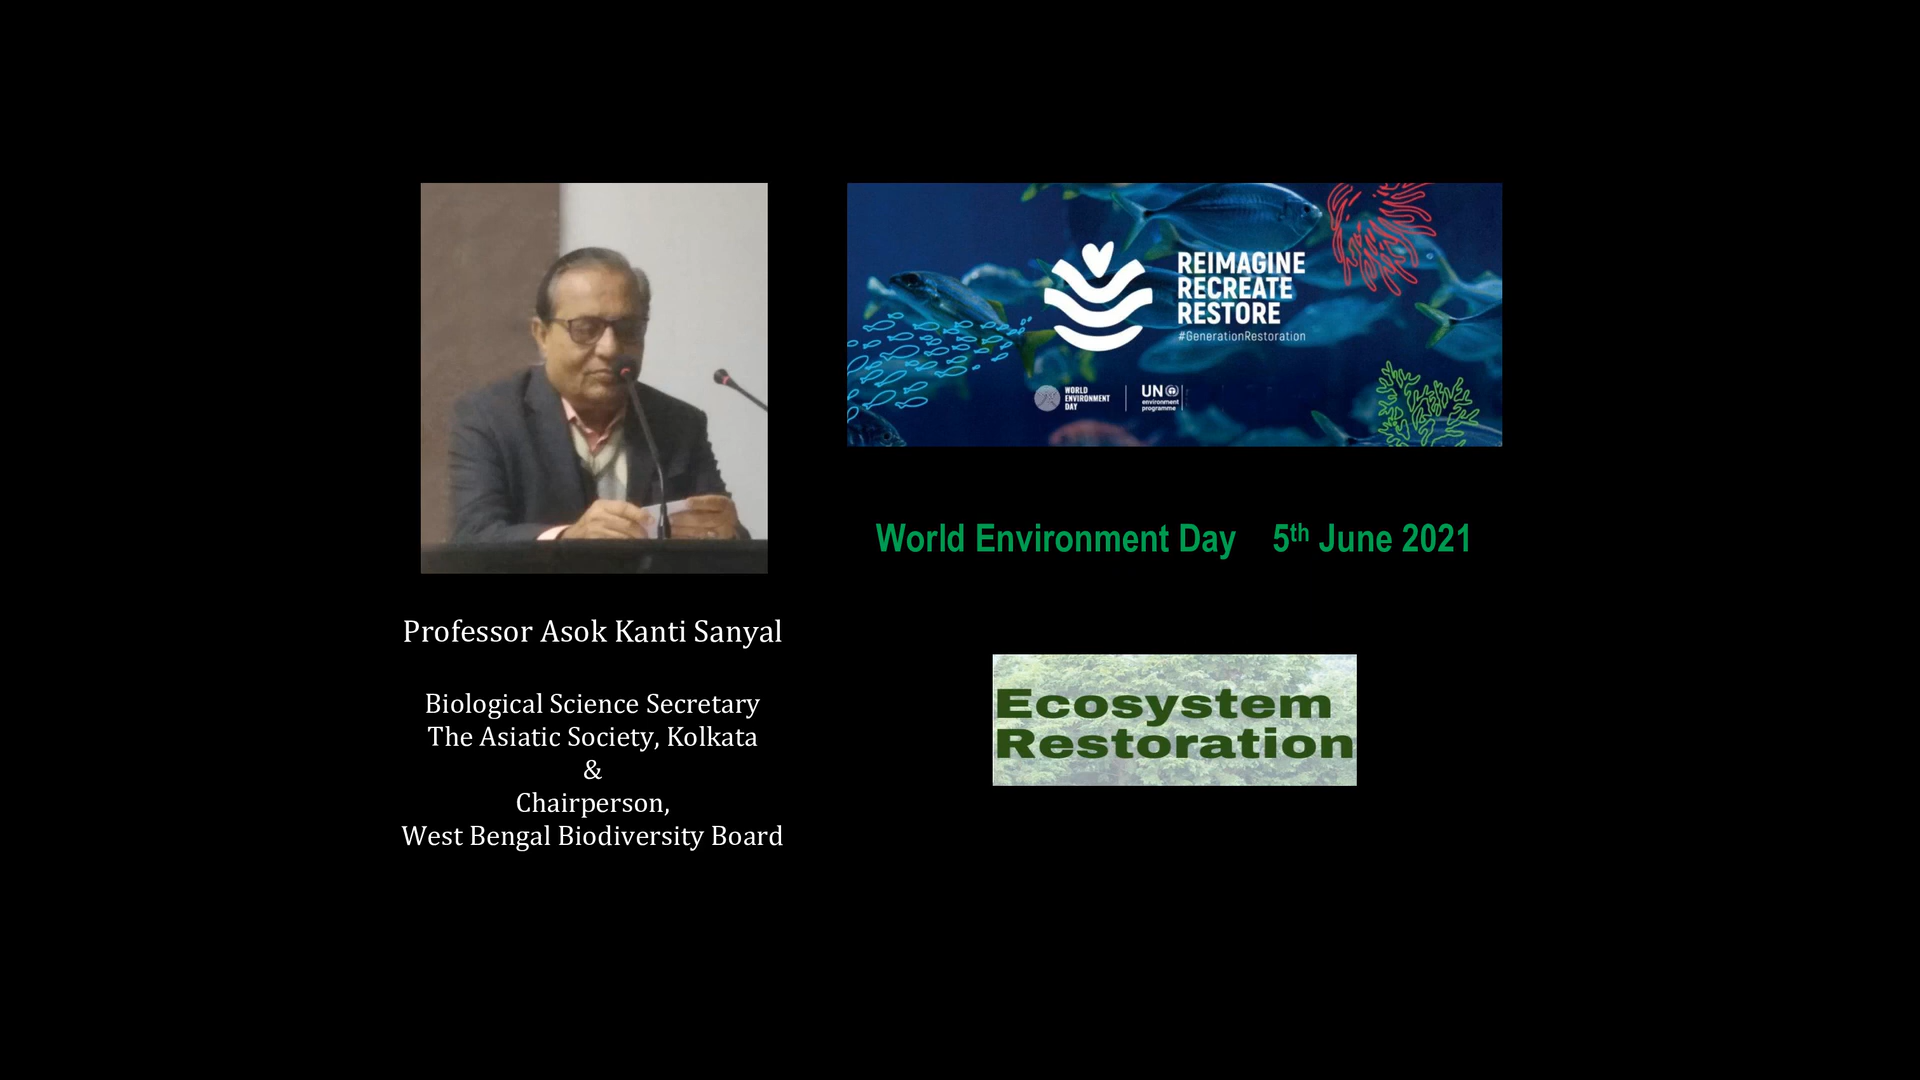 Professor Asok Kanti Sanyal
Biological Science Secretary
The Asiatic Society, Kolkata
&
Chairperson,
West Bengal Biodiversity Board
REIMAGINE
RECREATE
RESTORE
#GenerationRestoration
WORLD
ENVIRONMENT
DAY
UN
environment
programme
World Environment Day 5th June 2021
Ecosystem
Restoration